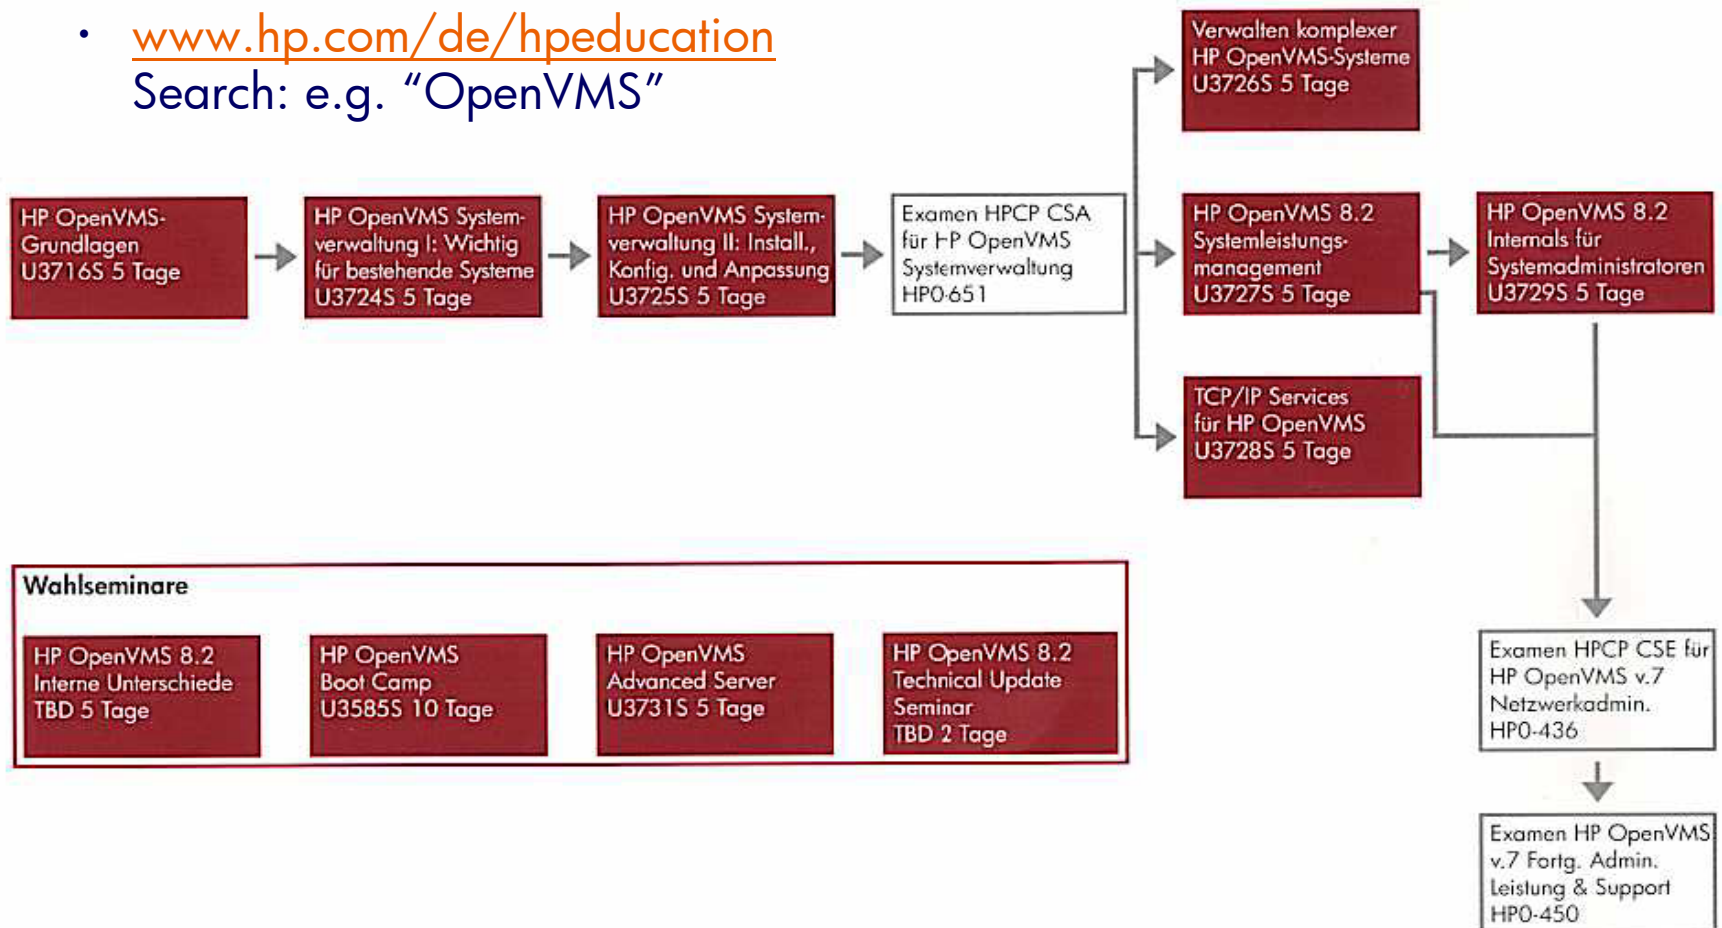 • www.hp.com/de/hpeducation
Search: e.g. “OpenVMS”
HP OpenVMS-
Grundlagen
U3716S 5 Tage
HP OpenVMS System-
verwaltung I: Wichtig
für bestehende Systeme
U3724S 5 Tage
HP OpenVMS System-
verwaltung II: Install.,
Konfig. und Anpassung
U3725S 5 Tage
Examen HPCP CSA
für HP OpenVMS
Systemverwaltung
HP0-651
Verwalten komplexer
HP OpenVMS-Systeme
U3726S 5 Tage
HP OpenVMS 8.2
Systemleistungs-
management
U3727S 5 Tage
HP OpenVMS 8.2
Internals für
Systemadministratoren
U3729S 5 Tage
TCP/IP Services
für HP OpenVMS
U3728S 5 Tage
Wahlseminare
HP OpenVMS 8.2
Interne Unterschiede
TBD 5 Tage
HP OpenVMS
Boot Camp
U3585S 10 Tage
HP OpenVMS
Advanced Server
U3731S 5 Tage
HP OpenVMS 8.2
Technical Update
Seminar
TBD 2 Tage
Examen HPCP CSE für
HP OpenVMS v.7
Netzwerkadmin.
HP0-436
Examen HP OpenVMS
v.7 Fortg. Admin.
Leistung & Support
HP0-450